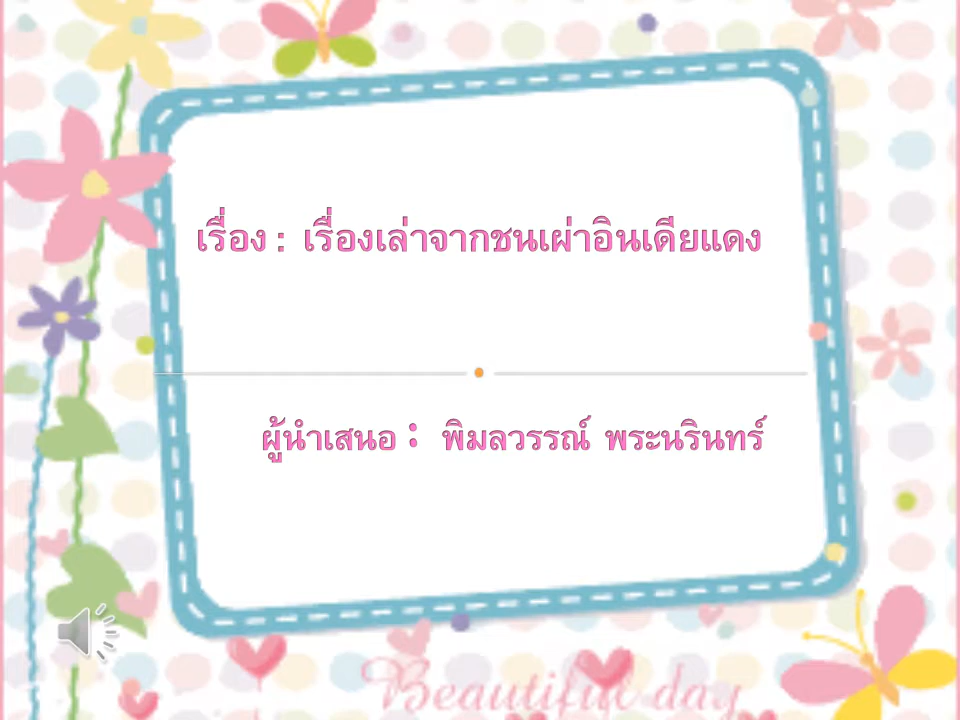 เรื่อง : เรื่องเล่าจากชนเผ่าอินเดียแดง
ผู้นำเสนอ : พิมลวรรณ์ พระนรินทร์
Beautiful day